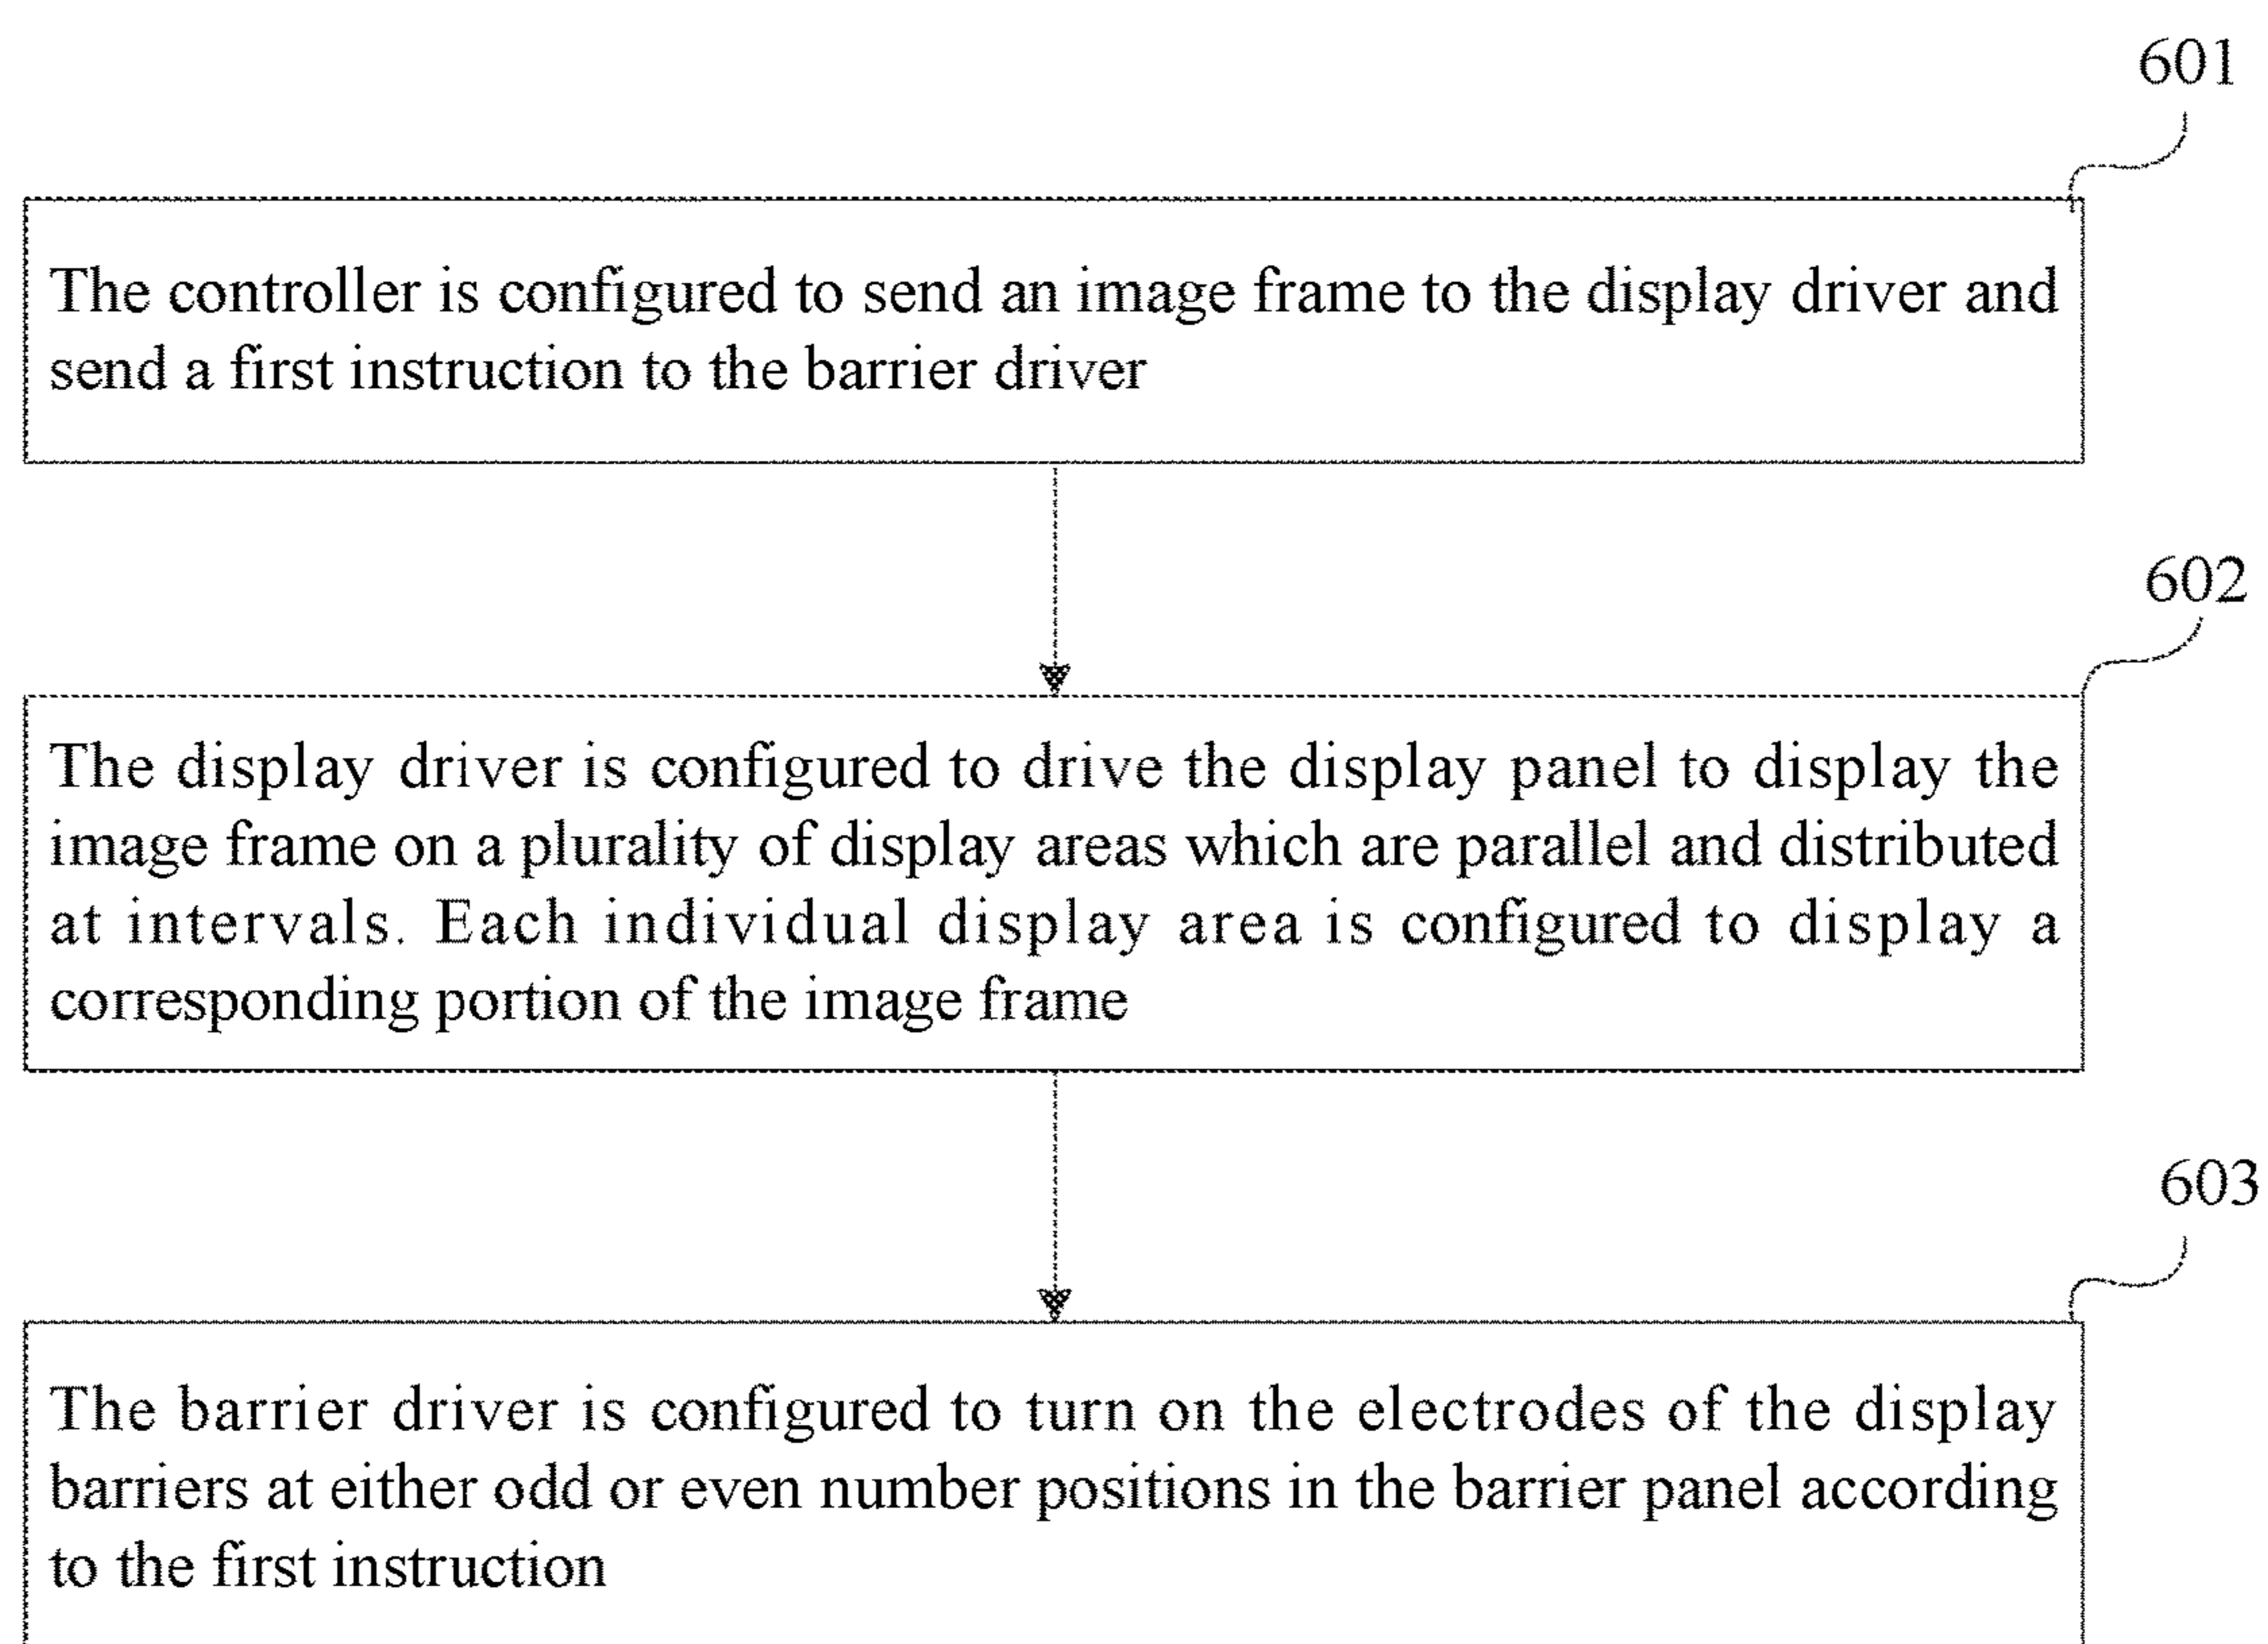 601
The controller is configured to send an image frame to the display driver and
send a first instruction to the barrier driver
602
The display driver is configured to drive the display panel to display the
image frame on a plurality of display areas which are parallel and distributed
at intervals. Each individual display area is configured to display a
corresponding portion of the image frame
603
The barrier driver is configured to turn on the electrodes of the display
barriers at either odd or even number positions in the barrier panel according
to the first instruction